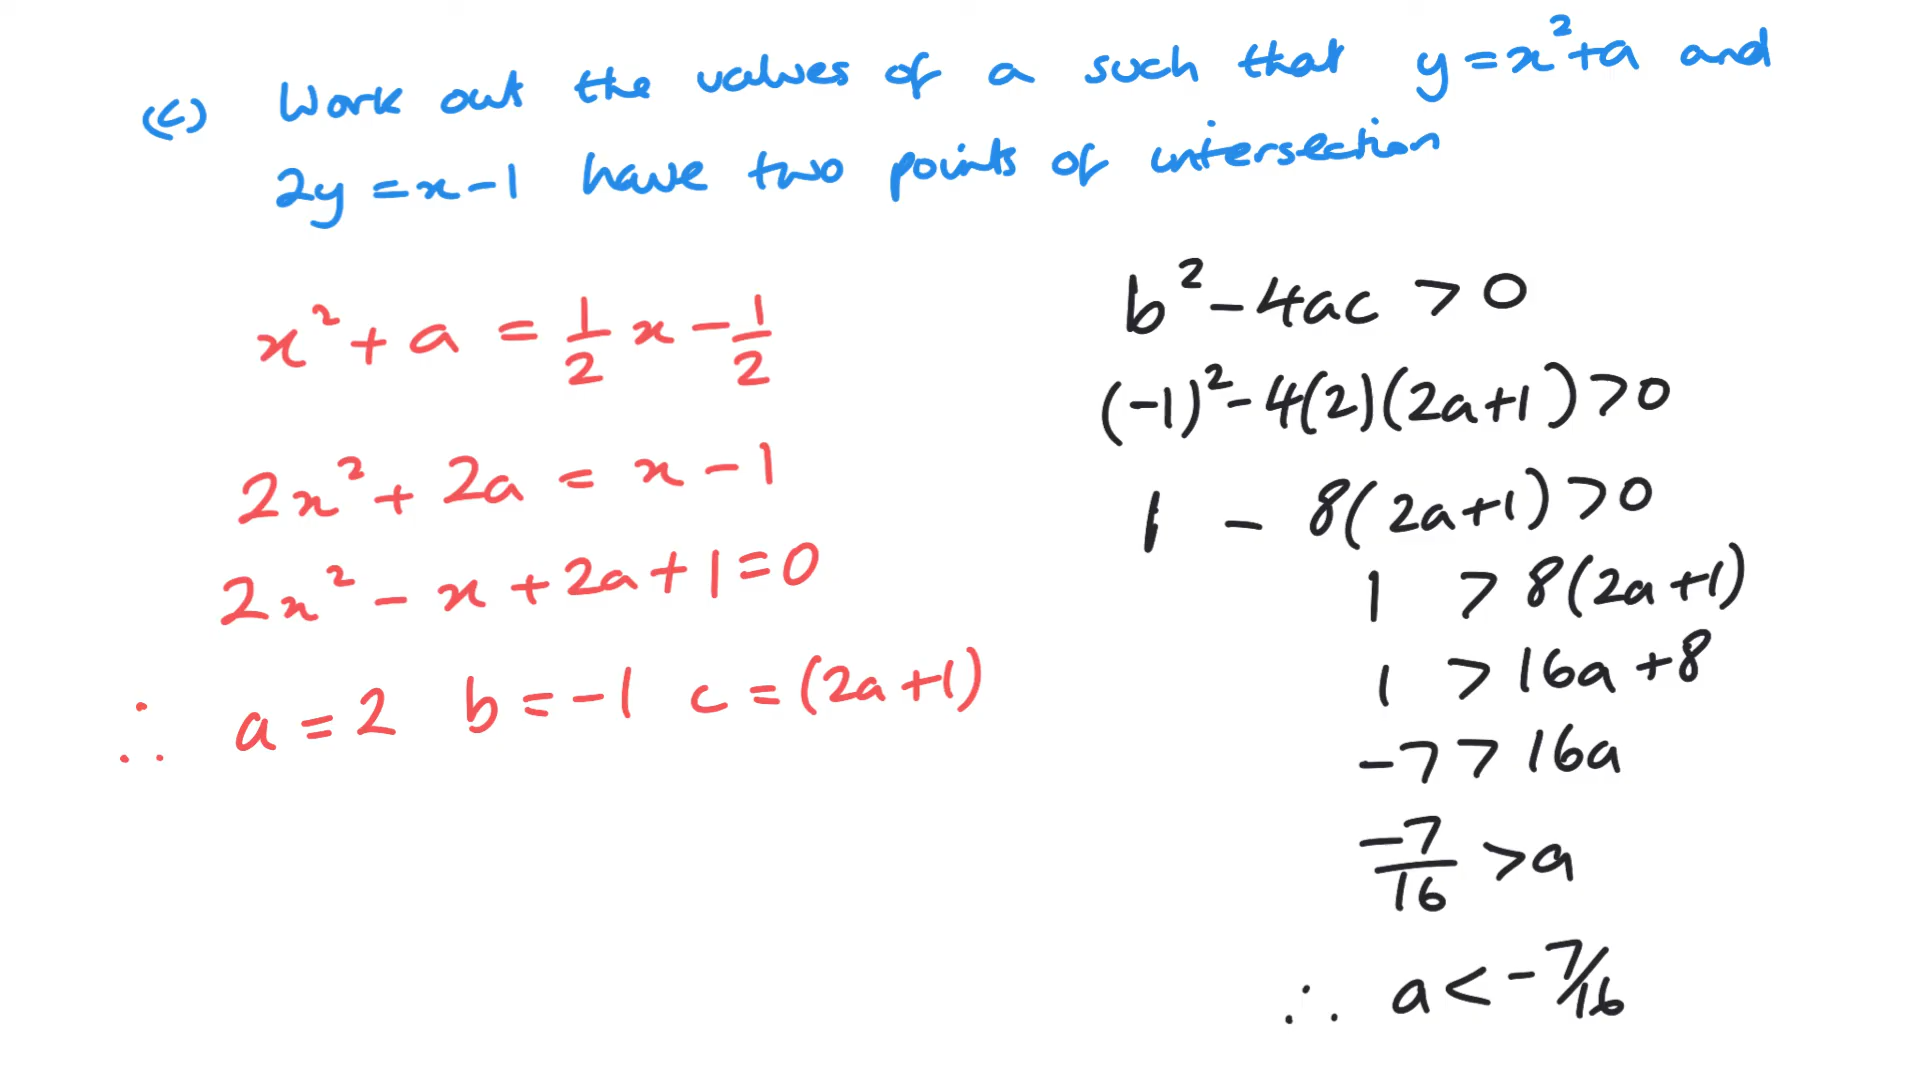 (c) Work out the values of a such that y = x² + a and
2y = x - 1 have two points of intersection
x² + a = 1/2 x - 1/2
2x² + 2a = x - 1
2x² - x + 2a + 1 = 0
∴ a = 2 b = -1 c = (2a + 1)
b² - 4ac > 0
(-1)² - 4(2)(2a+1) > 0
1 - 8(2a+1) > 0
1 > 8(2a+1)
1 > 16a + 8
-7 > 16a
-7/16 > a
∴ a < -7/16